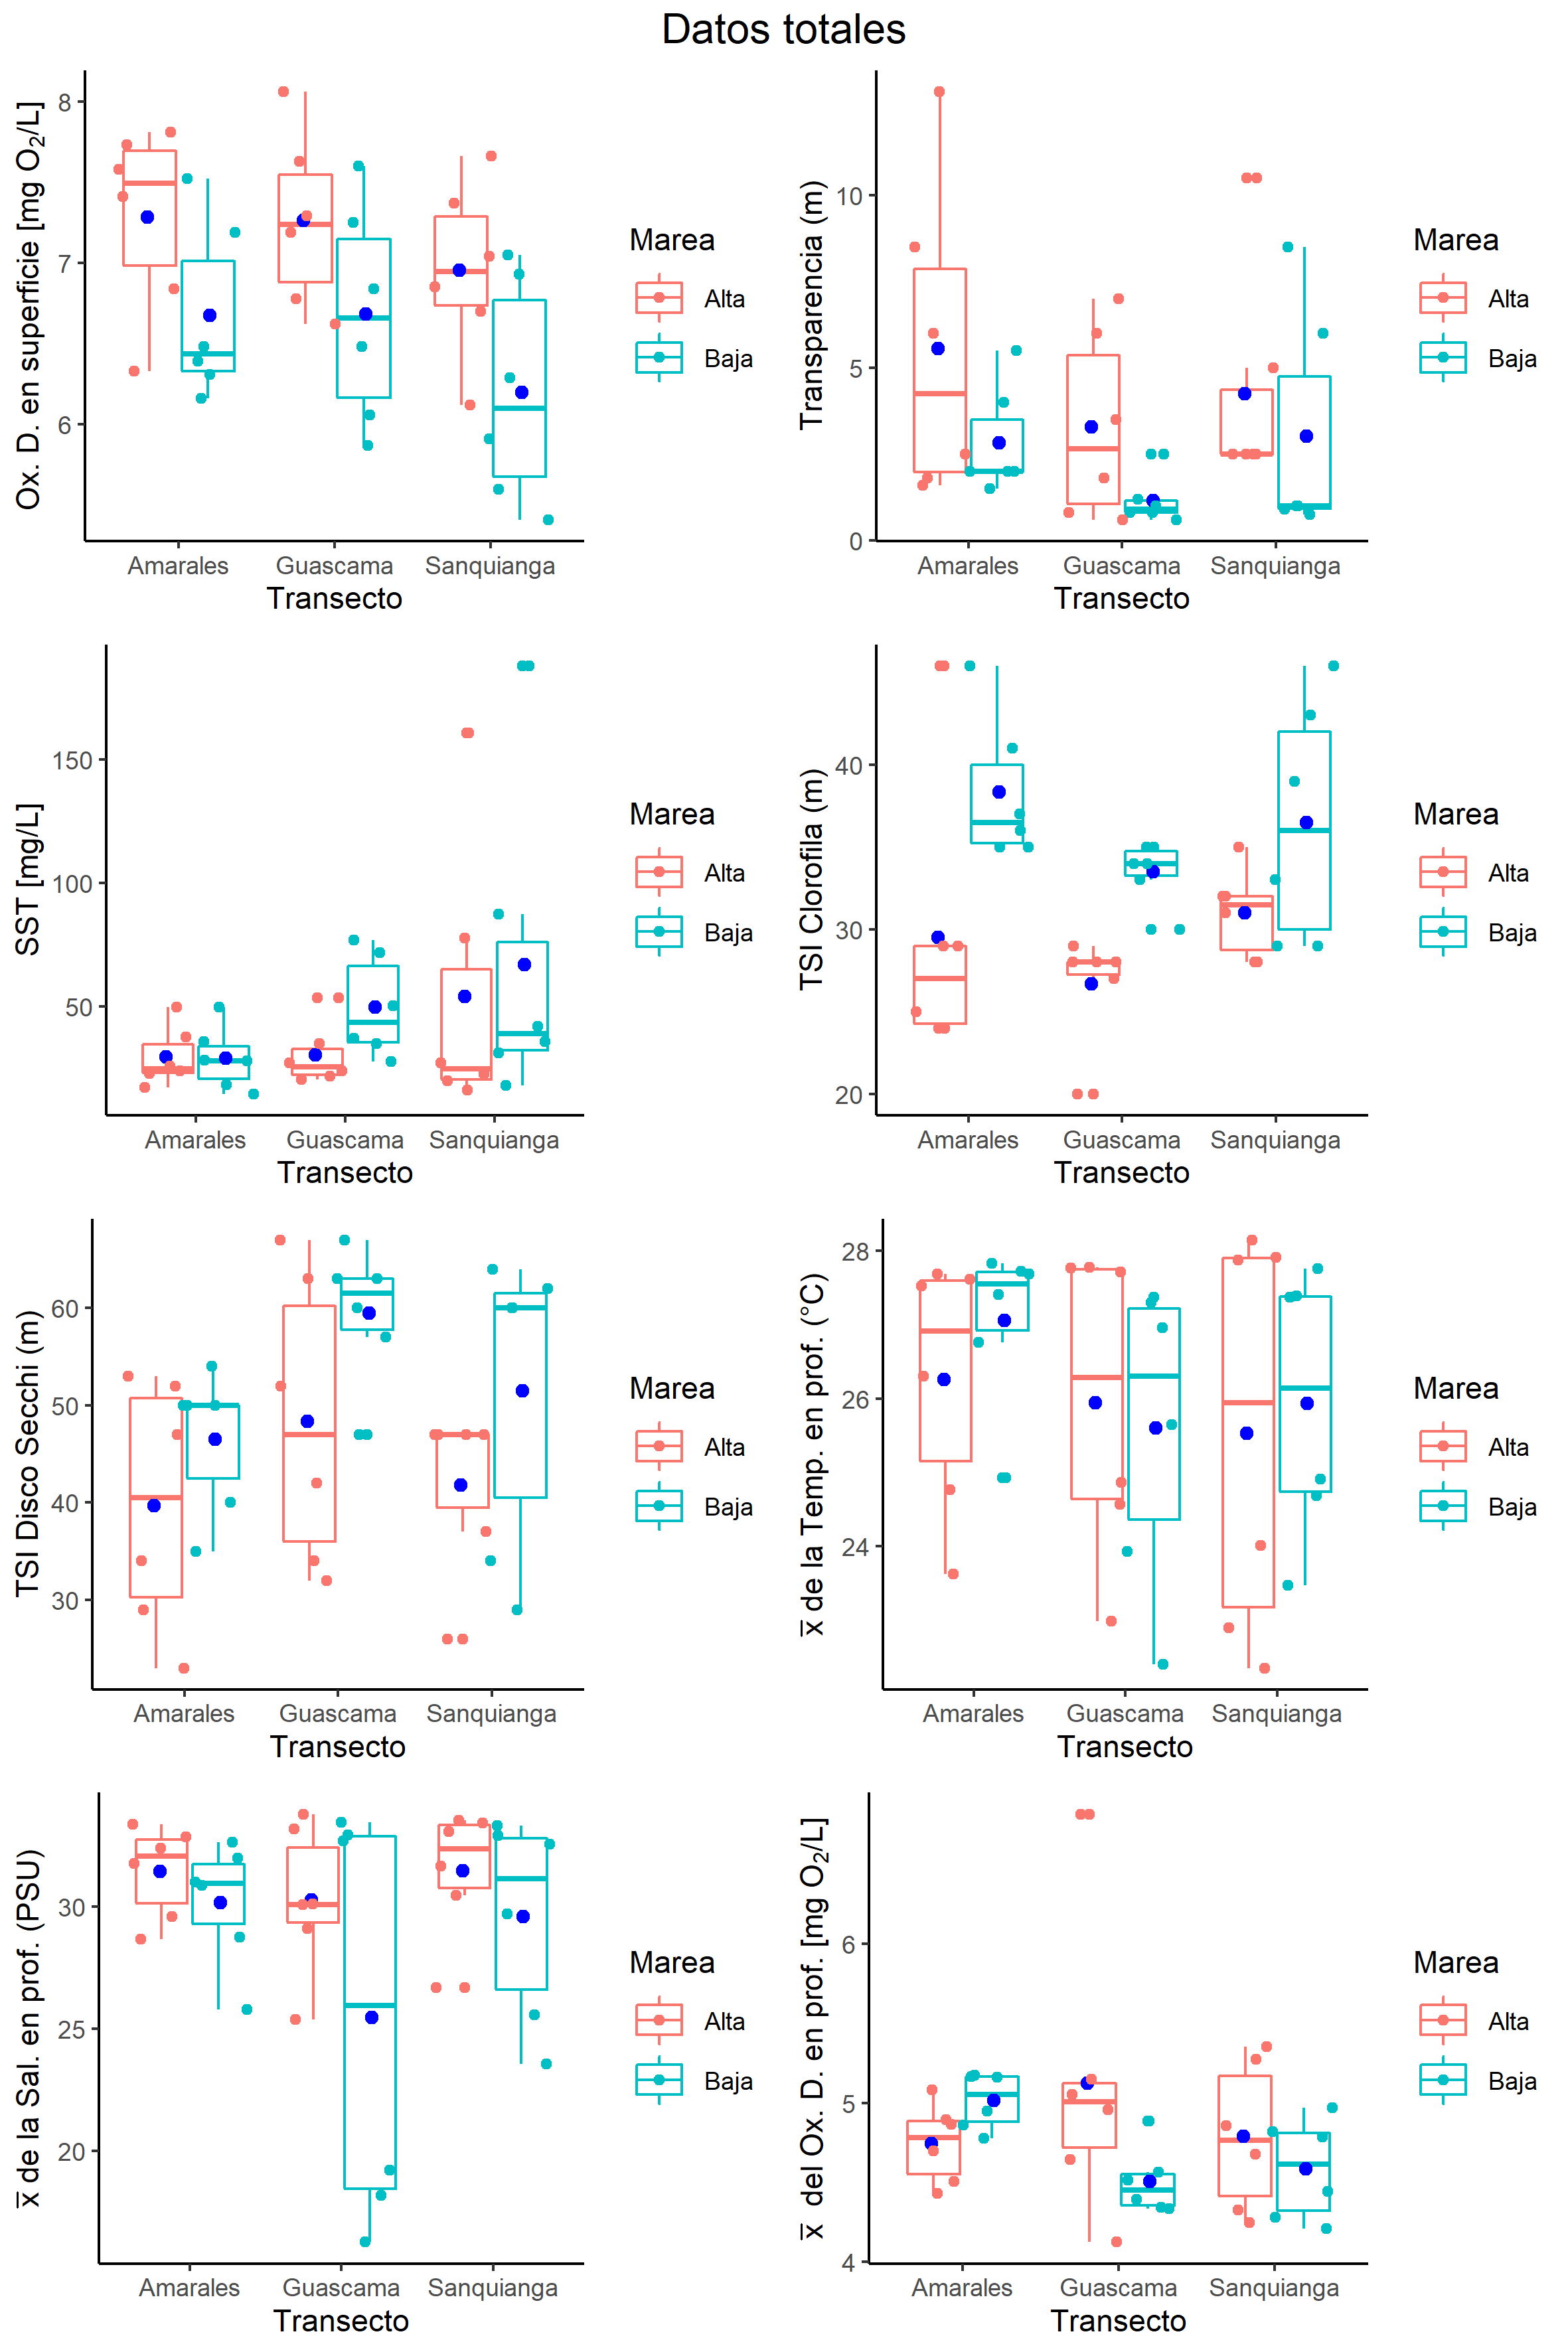 Datos totales
Ox. D. en superficie [mg O₂/L]
8
7
6
Amarales Guascama Sanquianga
Transecto
Marea
Alta
Baja
Transparencia (m)
10
5
0
Amarales Guascama Sanquianga
Transecto
Marea
Alta
Baja
SST [mg/L]
150
100
50
Amarales Guascama Sanquianga
Transecto
Marea
Alta
Baja
TSI Clorofila (m)
40
30
20
Amarales Guascama Sanquianga
Transecto
Marea
Alta
Baja
TSI Disco Secchi (m)
60
50
40
30
Amarales Guascama Sanquianga
Transecto
Marea
Alta
Baja
x̅ de la Temp. en prof. (°C)
28
26
24
Amarales Guascama Sanquianga
Transecto
Marea
Alta
Baja
x̅ de la Sal. en prof. (PSU)
30
25
20
Amarales Guascama Sanquianga
Transecto
Marea
Alta
Baja
x̅ del Ox. D. en prof. [mg O₂/L]
6
5
4
Amarales Guascama Sanquianga
Transecto
Marea
Alta
Baja